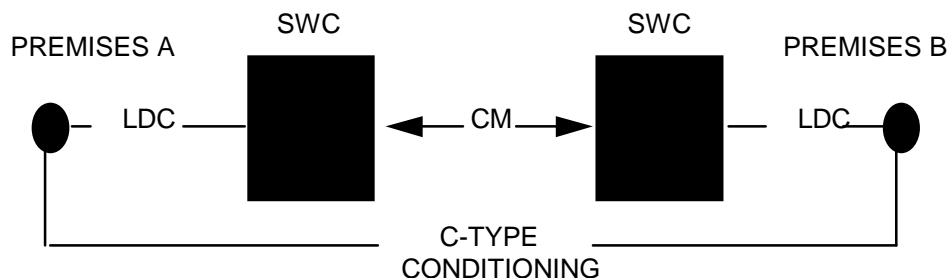 SWC
SWC
PREMISES A
PREMISES B
LDC
CM
LDC
C-TYPE
CONDITIONING